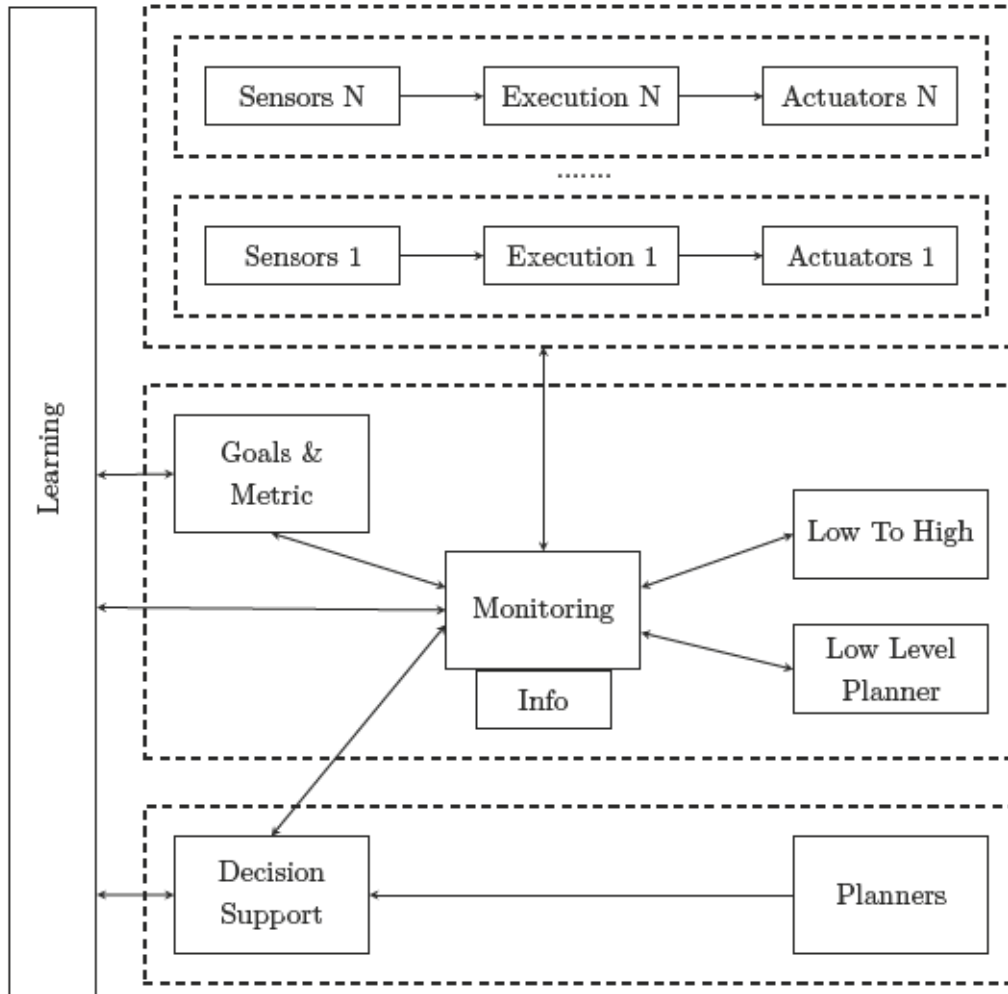 Sensors N
Execution N
Actuators N
.......
Sensors 1
Execution 1
Actuators 1
Learning
Goals &
Metric
Low To High
Monitoring
Low Level
Planner
Info
Decision
Support
Planners